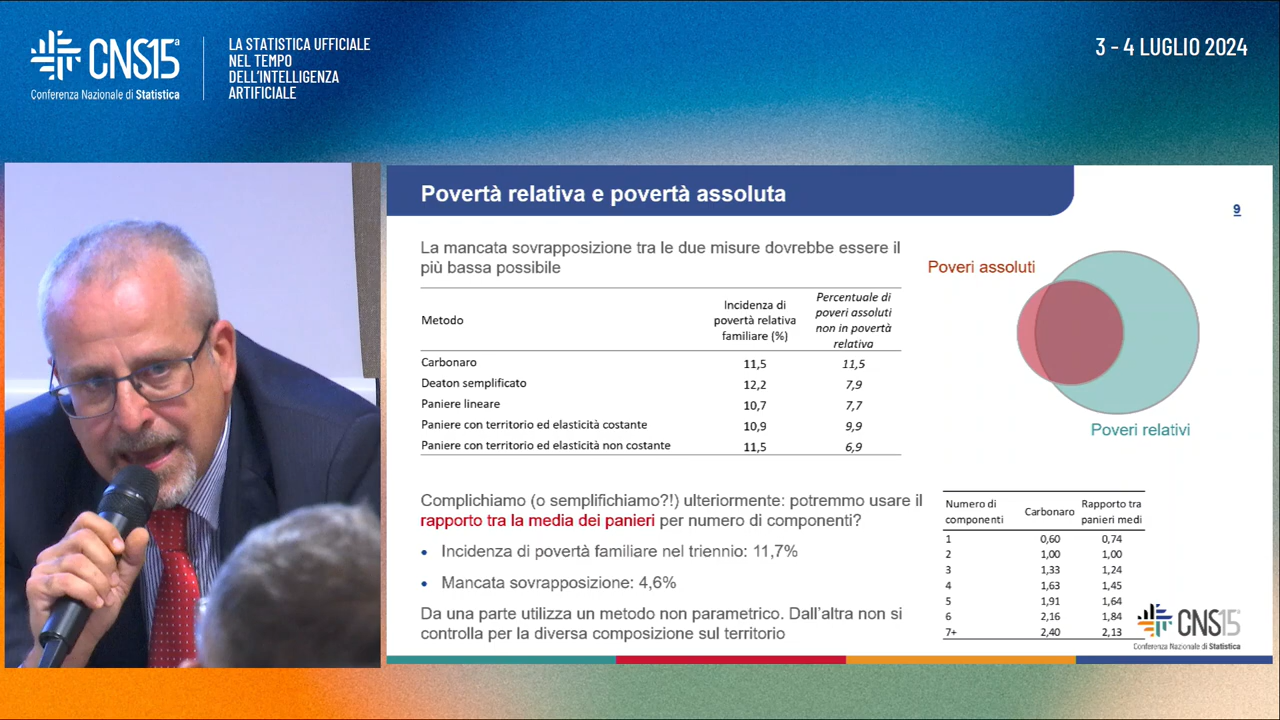 CNS15ª
Conferenza Nazionale di Statistica
LA STATISTICA UFFICIALE
NEL TEMPO
DELL'INTELLIGENZA
ARTIFICIALE
3 - 4 LUGLIO 2024
Povertà relativa e povertà assoluta
9
La mancata sovrapposizione tra le due misure dovrebbe essere il
più bassa possibile
Metodo
Incidenza di
povertà relativa
familiare (%)
Percentuale di
poveri assoluti
non in povertà
relativa
Carbonaro 11,5 11,5
Deaton semplificato 12,2 7,9
Paniere lineare 10,7 7,7
Paniere con territorio ed elasticità costante 10,9 9,9
Paniere con territorio ed elasticità non costante 11,5 6,9
Poveri assoluti
Poveri relativi
Complichiamo (o semplifichiamo?!) ulteriormente: potremmo usare il
rapporto tra la media dei panieri per numero di componenti?
• Incidenza di povertà familiare nel triennio: 11,7%
• Mancata sovrapposizione: 4,6%
Da una parte utilizza un metodo non parametrico. Dall'altra non si
controlla per la diversa composizione sul territorio
Numero di
componenti
Carbonaro
Rapporto tra
panieri medi
1 0,60 0,74
2 1,00 1,00
3 1,33 1,24
4 1,63 1,45
5 1,91 1,64
6 2,16 1,84
7+ 2,40 2,13
CNS15ª
Conferenza Nazionale di Statistica